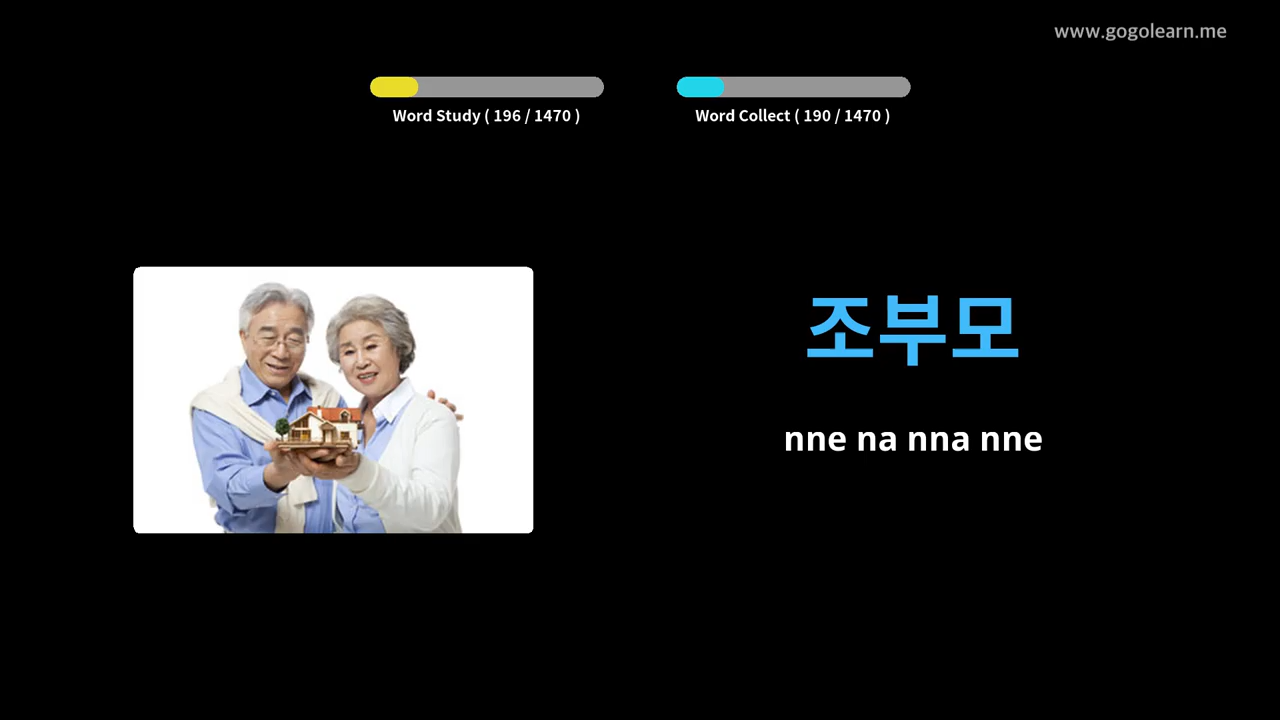 www.gogolearn.me
Word Study ( 196 / 1470 )
Word Collect ( 190 / 1470 )
조부모
nne na nna nne